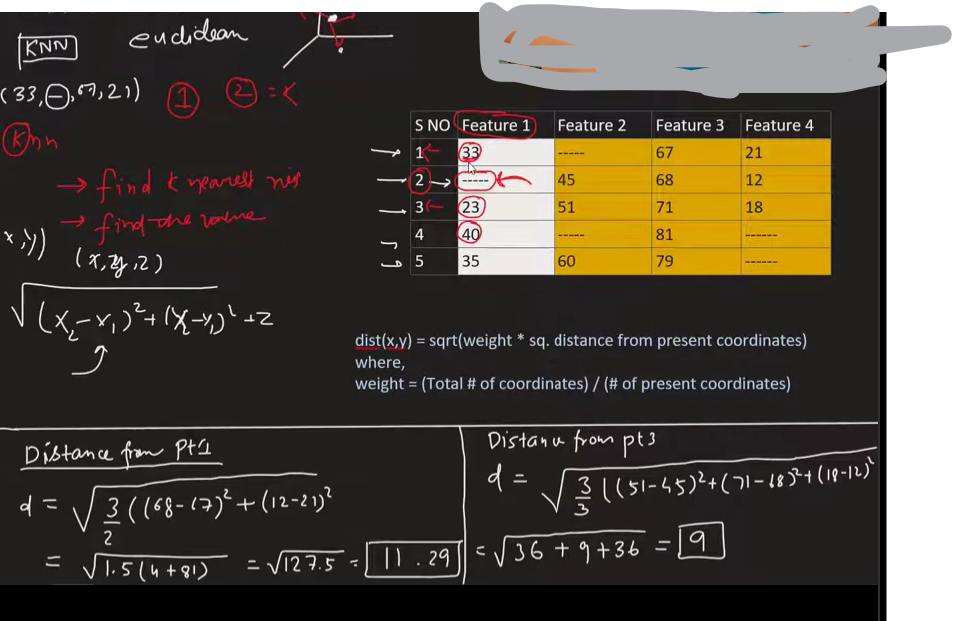 KNN euclidean
(33, –, 67, 21) 1 2 = K
Knn
→ find K nearest
→ find the value
x, y)
(x, y, z)
√(x₂-x₁)²+(y₂-y₁)²+z
S NO Feature 1 Feature 2 Feature 3 Feature 4
1 33 ----- 67 21
2 ----- 45 68 12
3 23 51 71 18
4 40 ----- 81 ------
5 35 60 79 ------
dist(x,y) = sqrt(weight * sq. distance from present coordinates)
where,
weight = (Total # of coordinates) / (# of present coordinates)
Distance from Pt1
d = √3/2((68-67)²+(12-21)²
= √1.5(4+81) = √127.5 = 11.29
Distance from pt3
d = √3/3((51-45)²+(71-68)²+(18-12)²
= √36+9+36 = 9